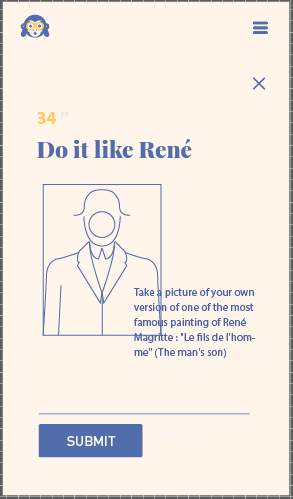 34 "
Do it like René
Take a picture of your own
version of one of the most
famous painting of René
Magritte : "Le fils de l'hom-
me" (The man's son)
SUBMIT